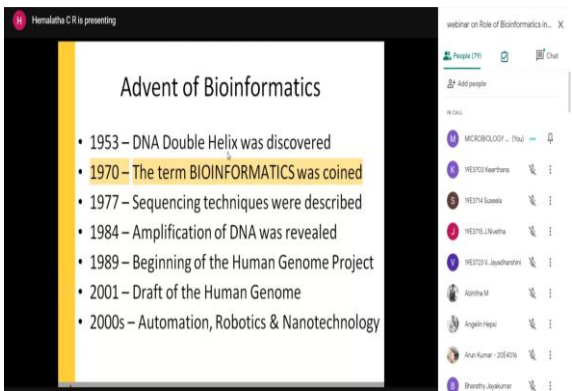 H
Hemalatha C R is presenting
Advent of Bioinformatics
• 1953 – DNA Double Helix was discovered
• 1970 – The term BIOINFORMATICS was coined
• 1977 – Sequencing techniques were described
• 1984 – Amplification of DNA was revealed
• 1989 – Beginning of the Human Genome Project
• 2001 – Draft of the Human Genome
• 2000s – Automation, Robotics & Nanotechnology
webinar on Role of Bioinformatics in...
People (79)
Chat
Add people
IN CALL
M MICROBIOLOGY ... (You)
K 19E3703 Keerthana
S 19E3714 Suseela
J 19E3715 J.Nivetha
V 19E3723 V. Jayadharshini
Abhitha M
Angelin Hepsi
Arun Kumar - 20E4016
B Bharathy Jayakumar